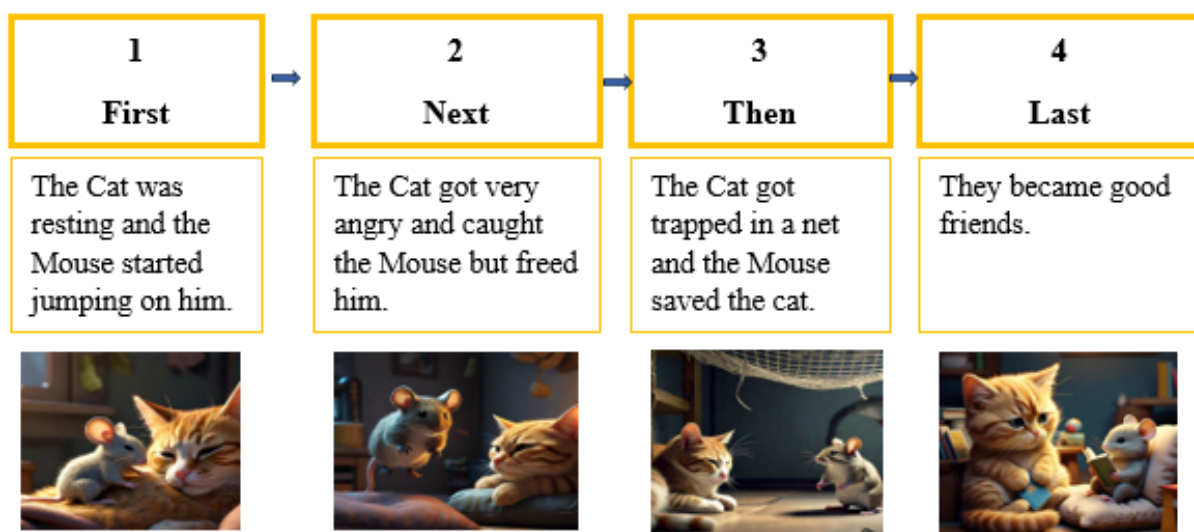 1
First
2
Next
3
Then
4
Last
The Cat was
resting and the
Mouse started
jumping on him.
The Cat got very
angry and caught
the Mouse but freed
him.
The Cat got
trapped in a net
and the Mouse
saved the cat.
They became good
friends.